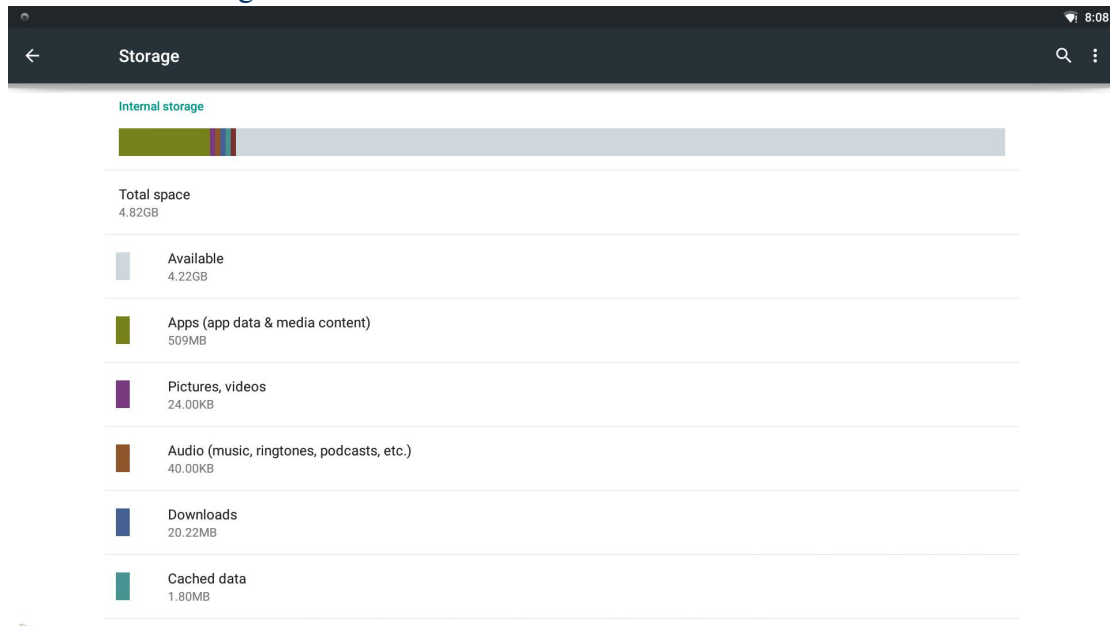 8:08
Storage
Internal storage
Total space
4.82GB
Available
4.22GB
Apps (app data & media content)
509MB
Pictures, videos
24.00KB
Audio (music, ringtones, podcasts, etc.)
40.00KB
Downloads
20.22MB
Cached data
1.80MB